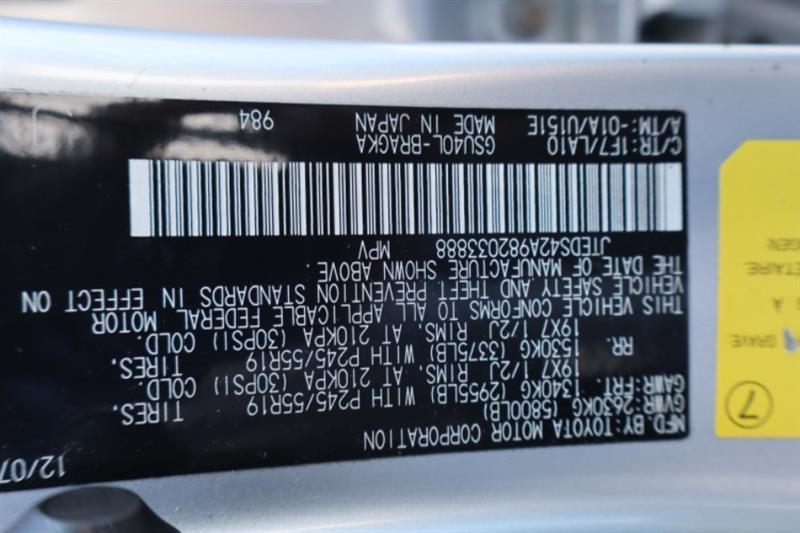 MFD. BY: TOYOTA MOTOR CORPORATION 12/07
GVWR: 2630KG (5800LB)
GAWR: FRT. 1340KG (2955LB) WITH P245/55R19 TIRES.
19X7 1/2J RIMS. AT 210KPA (30PSI) COLD.
RR. 1530KG (3375LB) WITH P245/55R19 TIRES.
19X7 1/2J RIMS. AT 210KPA (30PSI) COLD.
THIS VEHICLE CONFORMS TO ALL APPLICABLE FEDERAL MOTOR
VEHICLE SAFETY AND THEFT PREVENTION STANDARDS IN EFFECT ON
THE DATE OF MANUFACTURE SHOWN ABOVE.
JTEDS42A982033888 MPV
C/TR: 1F7/LA10 GSU40L-BRAGKA 984
A/TM: -01A/U151E MADE IN JAPAN
7
GRAVE
A